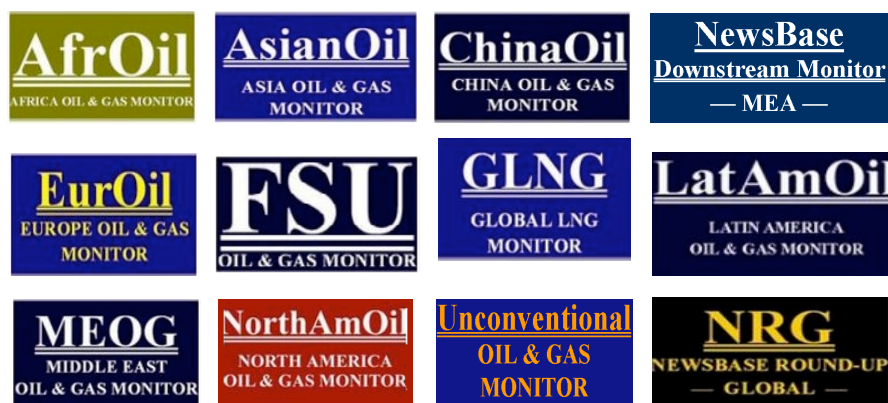 AfrOil
AFRICA OIL & GAS MONITOR
AsianOil
ASIA OIL & GAS
MONITOR
ChinaOil
CHINA OIL & GAS
MONITOR
NewsBase
Downstream Monitor
— MEA —
EurOil
EUROPE OIL & GAS
MONITOR
FSU
OIL & GAS MONITOR
GLNG
GLOBAL LNG
MONITOR
LatAmOil
LATIN AMERICA
OIL & GAS MONITOR
MEOG
MIDDLE EAST
OIL & GAS MONITOR
NorthAmOil
NORTH AMERICA
OIL & GAS MONITOR
Unconventional
OIL & GAS
MONITOR
NRG
NEWSBASE ROUND-UP
— GLOBAL —